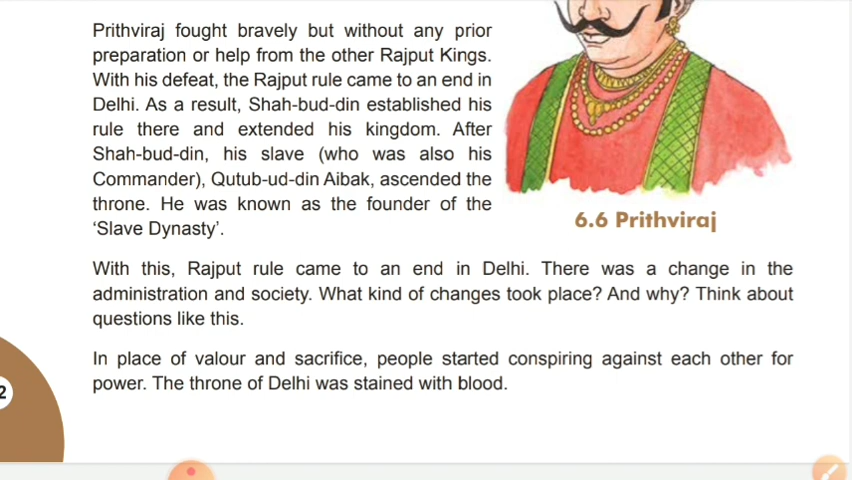 Prithviraj fought bravely but without any prior
preparation or help from the other Rajput Kings.
With his defeat, the Rajput rule came to an end in
Delhi. As a result, Shah-bud-din established his
rule there and extended his kingdom. After
Shah-bud-din, his slave (who was also his
Commander), Qutub-ud-din Aibak, ascended the
throne. He was known as the founder of the
‘Slave Dynasty’.
6.6 Prithviraj
With this, Rajput rule came to an end in Delhi. There was a change in the
administration and society. What kind of changes took place? And why? Think about
questions like this.
In place of valour and sacrifice, people started conspiring against each other for
power. The throne of Delhi was stained with blood.
2